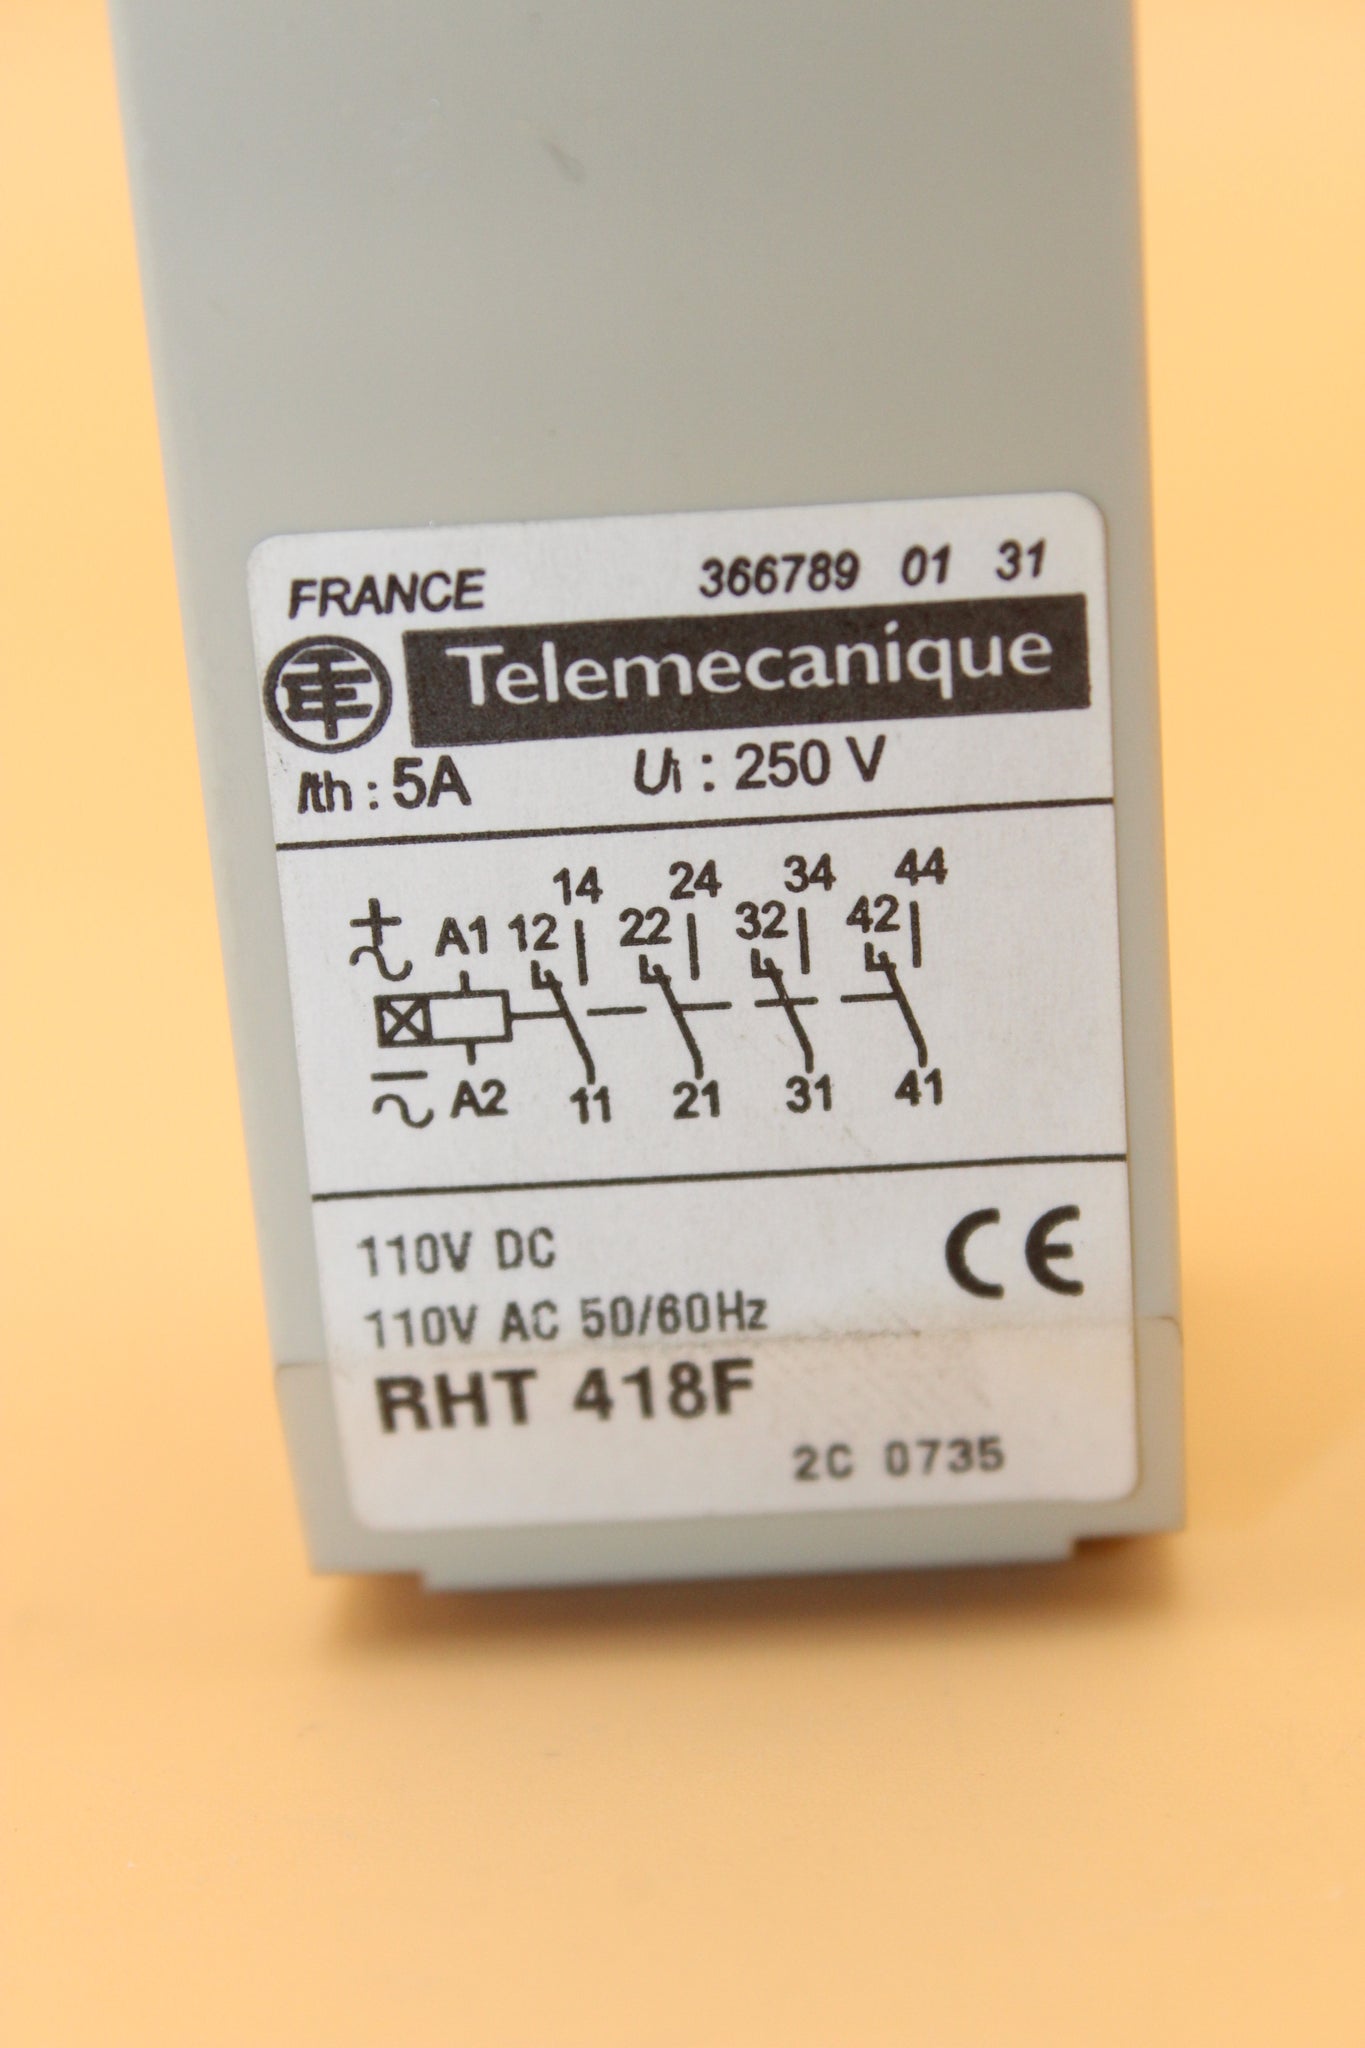 FRANCE 366789 01 31
Telemecanique
Ith : 5A Ui : 250 V
14 24 34 44
+ A1 12 22 32 42
~
−
~ A2 11 21 31 41
110V DC CE
110V AC 50/60Hz
RHT 418F
2C 0735